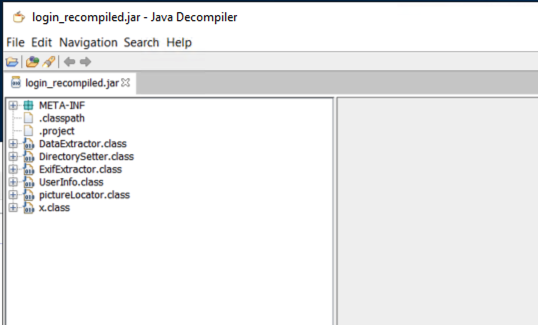 login_recompiled.jar - Java Decompiler
File Edit Navigation Search Help
login_recompiled.jar
META-INF
.classpath
.project
DataExtractor.class
DirectorySetter.class
ExifExtractor.class
UserInfo.class
pictureLocator.class
x.class